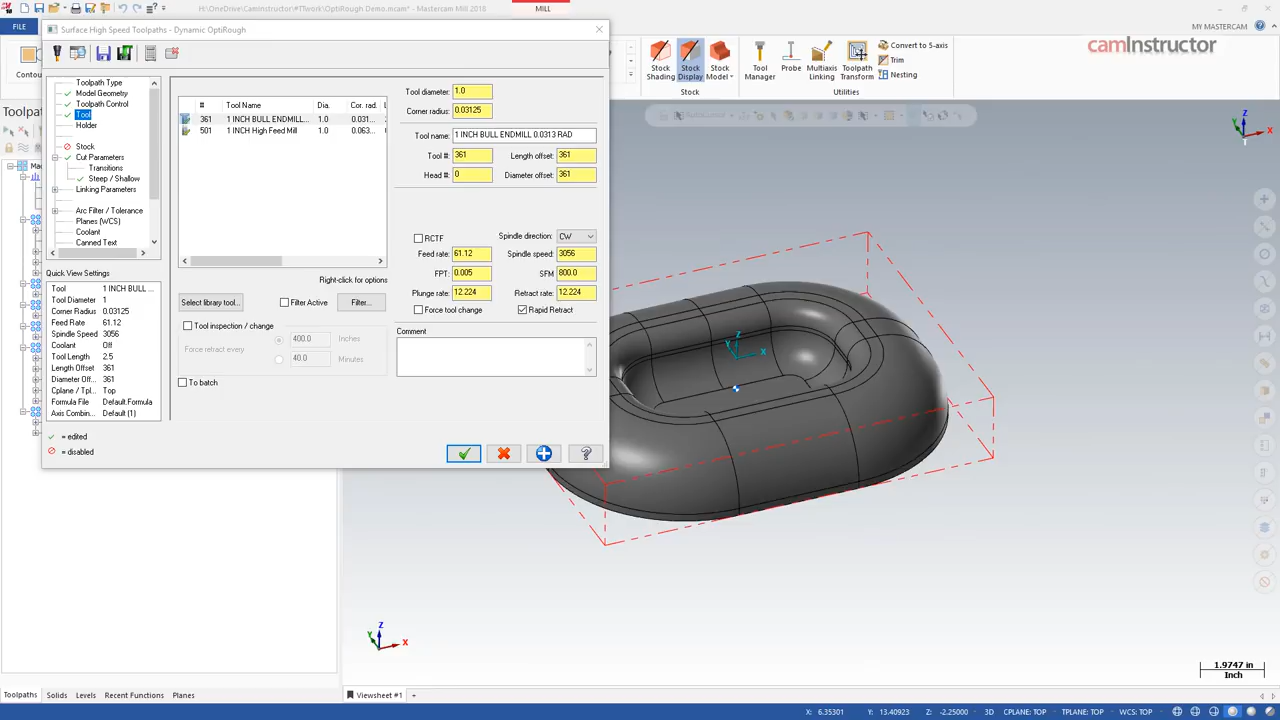 H:\OneDrive\CamInstructor\#TTwork\OptiRough Demo.mcam* - Mastercam Mill 2018
MILL
FILE
MY MASTERCAM
camInstructor
Contou
Stock Shading
Stock Display
Stock Model
Tool Manager
Probe
Multiaxis Linking
Toolpath Transform
Convert to 5-axis
Trim
Nesting
Stock
Utilities
Toolpaths
Surface High Speed Toolpaths - Dynamic OptiRough
Toolpath Type
Model Geometry
Toolpath Control
Tool
Holder
Stock
Cut Parameters
Transitions
Steep / Shallow
Linking Parameters
Arc Filter / Tolerance
Planes (WCS)
Coolant
Canned Text
Quick View Settings
Tool 1 INCH BULL ...
Tool Diameter 1
Corner Radius 0.03125
Feed Rate 61.12
Spindle Speed 3056
Coolant Off
Tool Length 2.5
Length Offset 361
Diameter Off... 361
Cplane / Tpl... Top
Formula File Default.Formula
Axis Combin... Default (1)
= edited
= disabled
# Tool Name Dia. Cor. rad. L
361 1 INCH BULL ENDMILL... 1.0 0.031...
501 1 INCH High Feed Mill 1.0 0.063...
Right-click for options
Select library tool...
Filter Active
Filter...
Tool inspection / change
Force retract every
400.0 Inches
40.0 Minutes
To batch
Tool diameter: 1.0
Corner radius: 0.03125
Tool name: 1 INCH BULL ENDMILL 0.0313 RAD
Tool #: 361 Length offset: 361
Head #: 0 Diameter offset: 361
RCTF Spindle direction: CW
Feed rate: 61.12 Spindle speed: 3056
FPT: 0.005 SFM 800.0
Plunge rate: 12.224 Retract rate: 12.224
Force tool change Rapid Retract
Comment
Z
Y
X
Z
Y
X
Z
Y
X
1.9747 in
Inch
Toolpaths Solids Levels Recent Functions Planes
Viewsheet #1 +
X: 6.35301 Y: 13.40923 Z: -2.25000 3D CPLANE: TOP TPLANE: TOP WCS: TOP